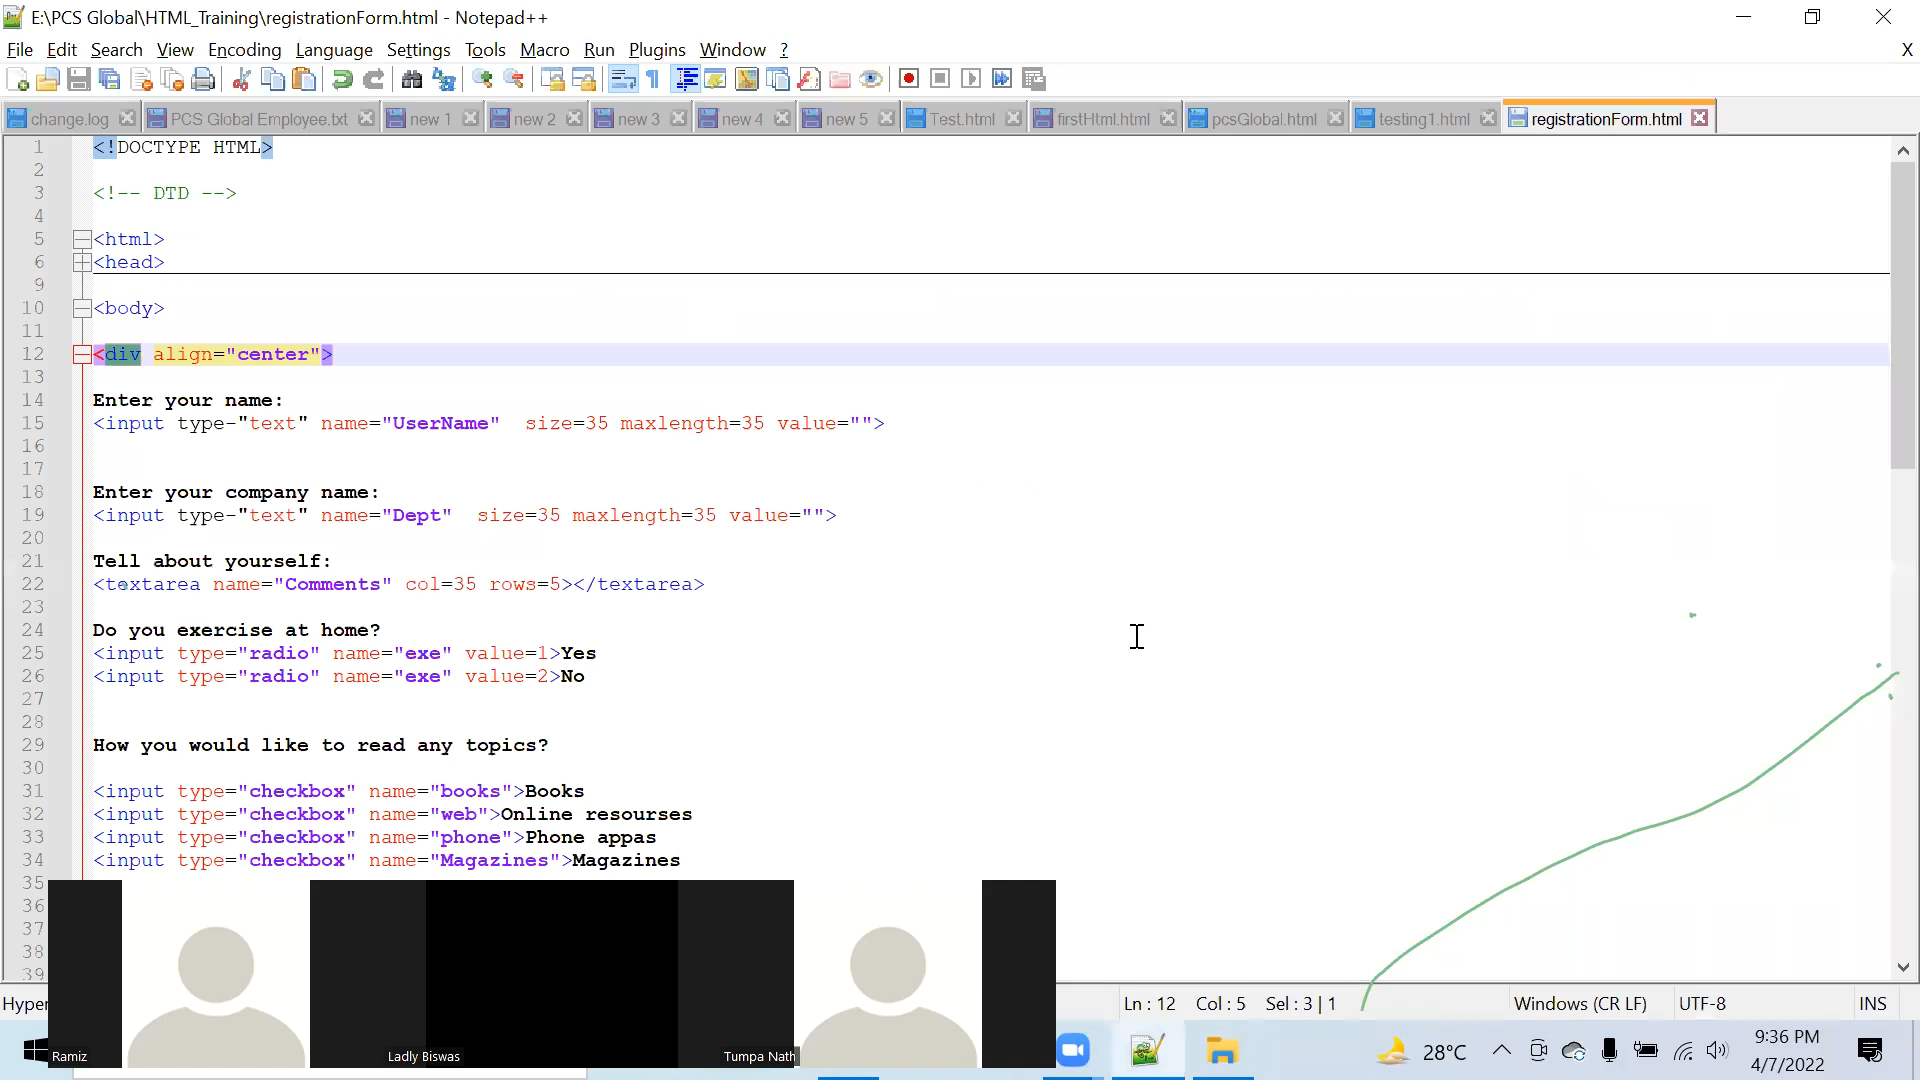 E:\PCS Global\HTML_Training\registrationForm.html - Notepad++
File Edit Search View Encoding Language Settings Tools Macro Run Plugins Window ? X
change.log PCS Global Employee.txt new 1 new 2 new 3 new 4 new 5 Test.html firstHtml.html pcsGlobal.html testing1.html registrationForm.html
1 <!DOCTYPE HTML>
2
3 <!-- DTD -->
4
5 <html>
6 <head>
9
10 <body>
11
12 <div align="center">
13
14 Enter your name:
15 <input type-"text" name="UserName"  size=35 maxlength=35 value="">
16
17
18 Enter your company name:
19 <input type-"text" name="Dept"  size=35 maxlength=35 value="">
20
21 Tell about yourself:
22 <textarea name="Comments" col=35 rows=5></textarea>
23
24 Do you exercise at home?
25 <input type="radio" name="exe" value=1>Yes
26 <input type="radio" name="exe" value=2>No
27
28
29 How you would like to read any topics?
30
31 <input type="checkbox" name="books">Books
32 <input type="checkbox" name="web">Online resourses
33 <input type="checkbox" name="phone">Phone appas
34 <input type="checkbox" name="Magazines">Magazines
35
36
37
38
39
Hyper Ln : 12 Col : 5 Sel : 3 | 1 Windows (CR LF) UTF-8 INS
Ramiz Ladly Biswas Tumpa Nath
28°C 9:36 PM
4/7/2022